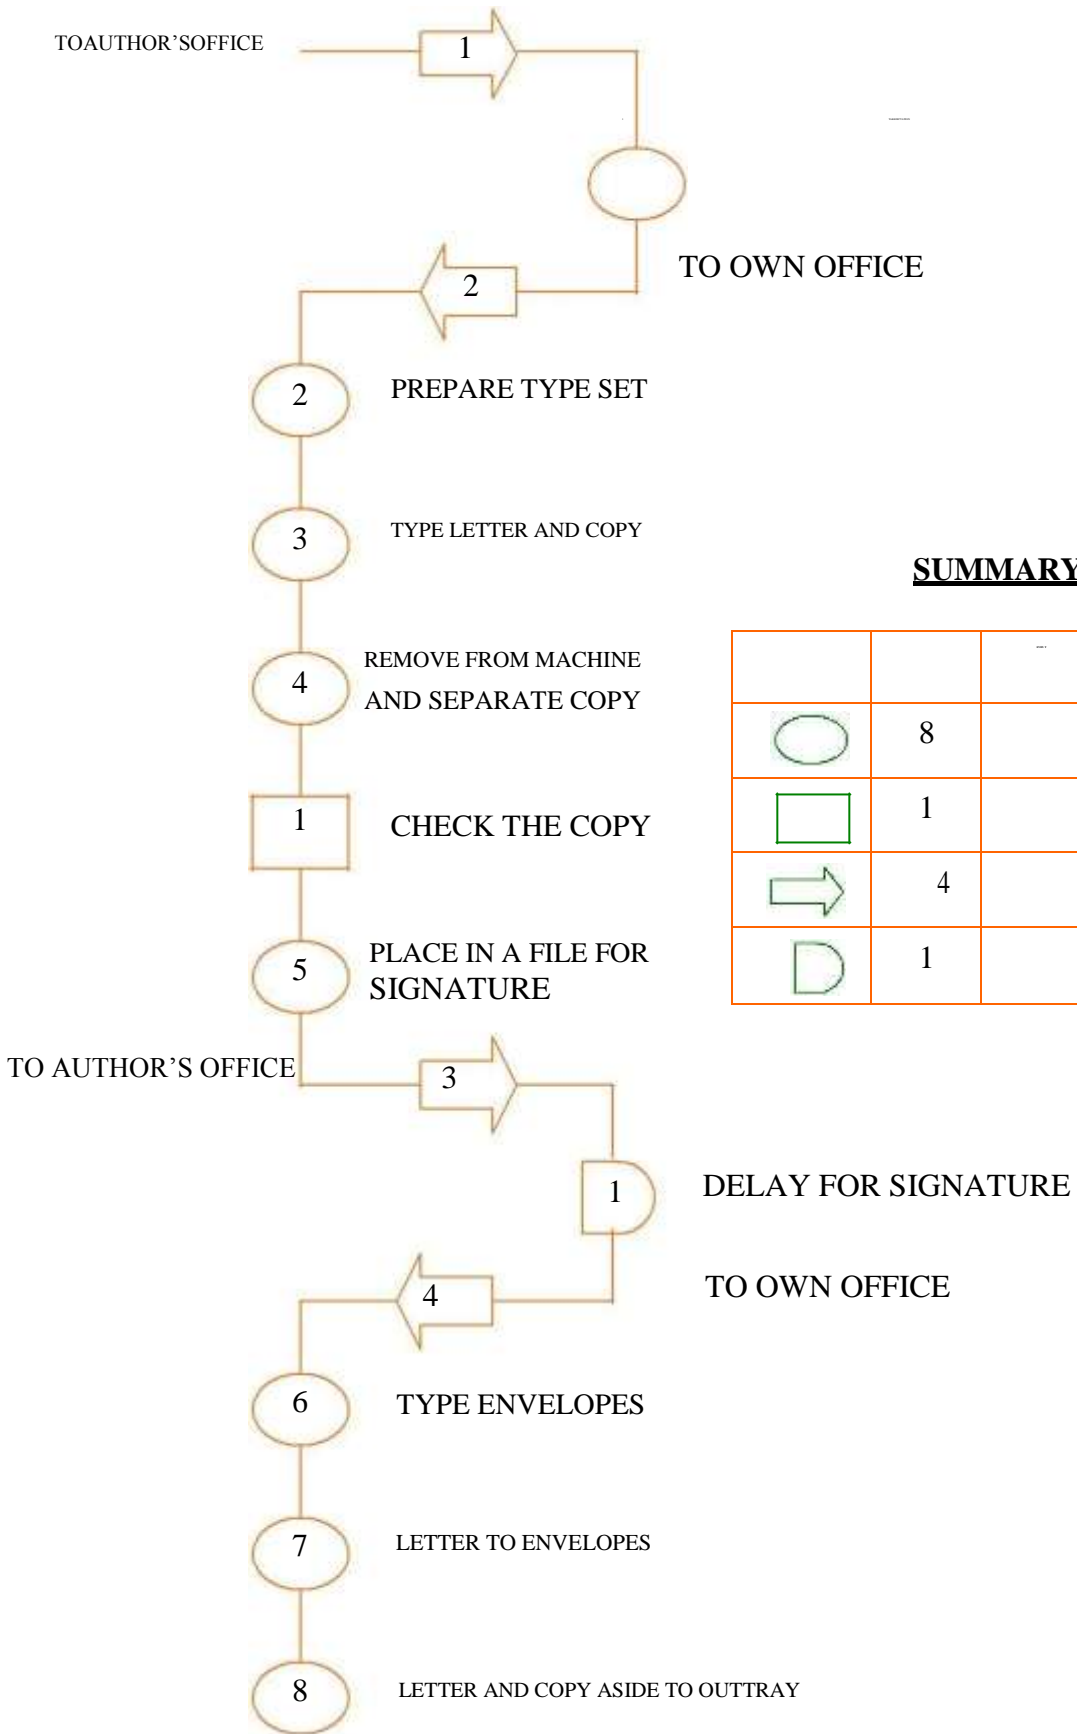 TOAUTHOR’SOFFICE
1
TO OWN OFFICE
2
2
PREPARE TYPE SET
3
TYPE LETTER AND COPY
SUMMARY
4
REMOVE FROM MACHINE
AND SEPARATE COPY
8
1
CHECK THE COPY
1
4
5
PLACE IN A FILE FOR
SIGNATURE
1
TO AUTHOR’S OFFICE
3
1
DELAY FOR SIGNATURE
4
TO OWN OFFICE
6
TYPE ENVELOPES
7
LETTER TO ENVELOPES
8
LETTER AND COPY ASIDE TO OUTTRAY